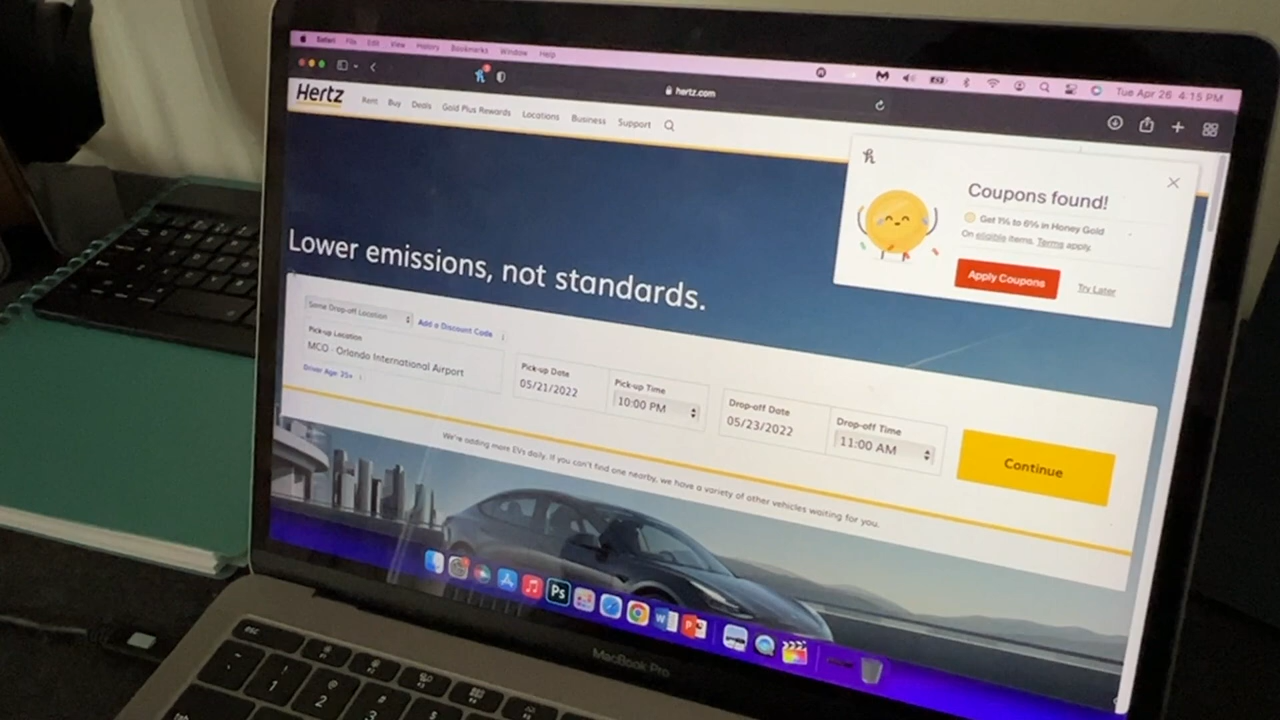 Safari File Edit View History Bookmarks Window Help
Tue Apr 26 4:15 PM
hertz.com
Hertz
Rent Buy Deals Gold Plus Rewards Locations Business Support
Coupons found!
Get 1% to 6% in Honey Gold
On eligible items. Terms apply.
Apply Coupons
Try Later
Lower emissions, not standards.
Same Drop-off Location
Add a Discount Code
Pick-up Location
MCO - Orlando International Airport
Driver Age: 25+
Pick-up Date
05/21/2022
Pick-up Time
10:00 PM
Drop-off Date
05/23/2022
Drop-off Time
11:00 AM
Continue
We're adding more EVs daily. If you can't find one nearby, we have a variety of other vehicles waiting for you.
Ps
W
P
MacBook Pro
esc
1
2
3
tab